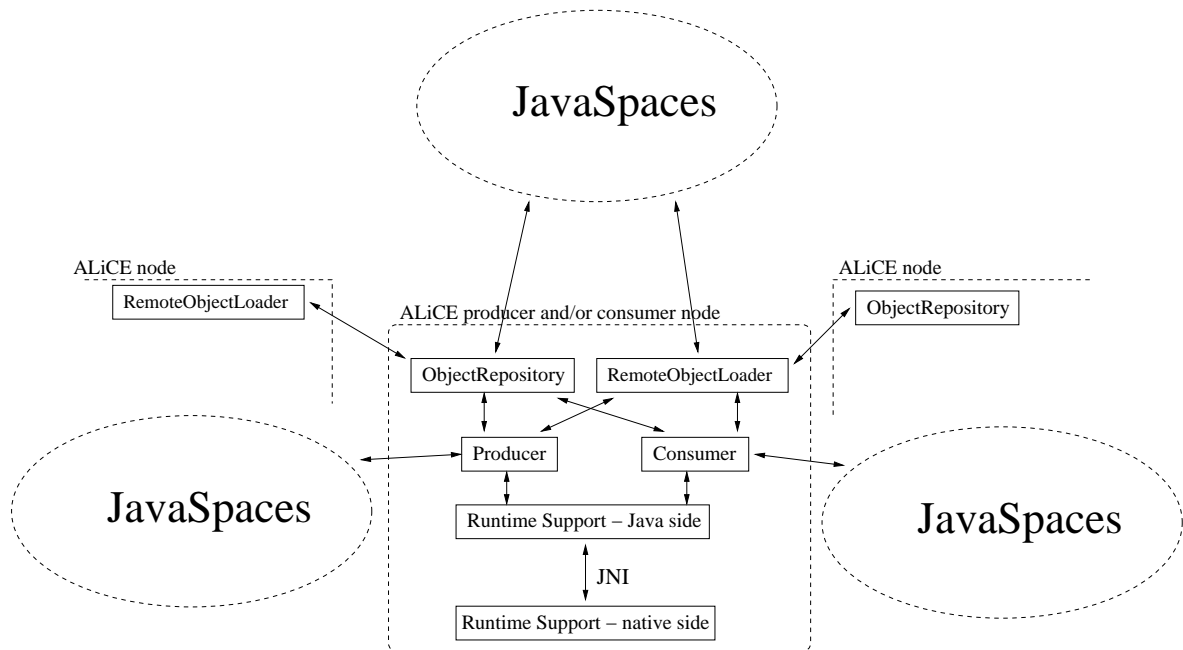 JavaSpaces
ALiCE node
ALiCE node
RemoteObjectLoader
ObjectRepository
ALiCE producer and/or consumer node
ObjectRepository
RemoteObjectLoader
Producer
Consumer
JavaSpaces
JavaSpaces
Runtime Support – Java side
JNI
Runtime Support – native side